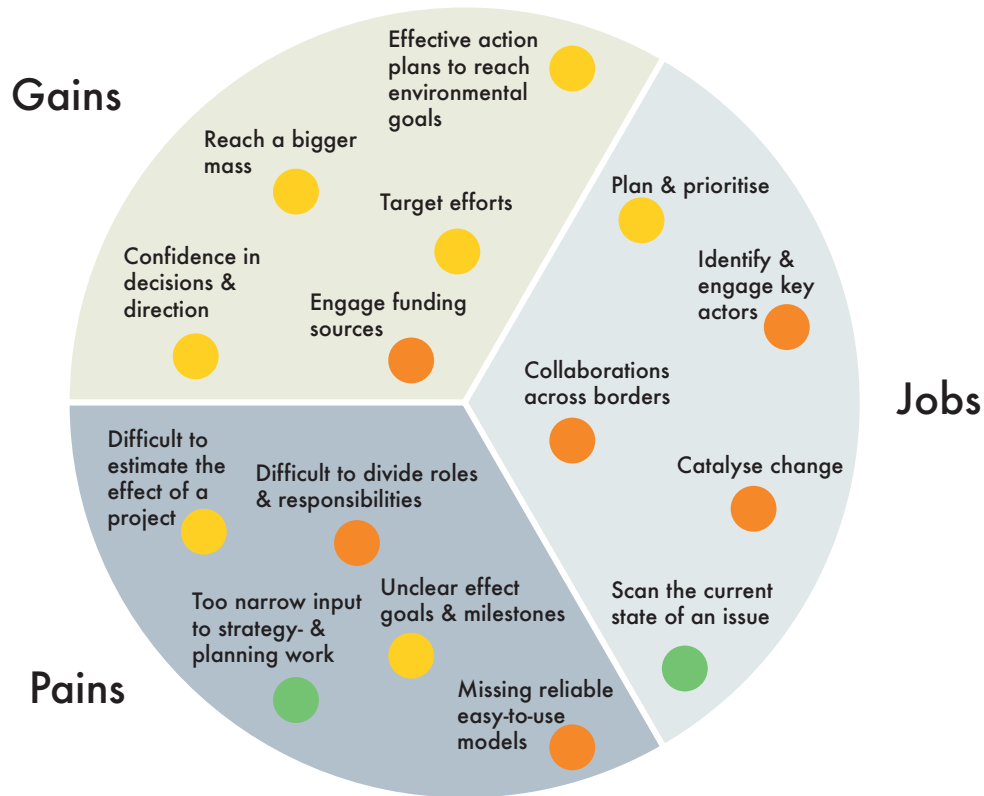 Gains
Effective action
plans to reach
environmental
goals
Reach a bigger
mass
Target efforts
Confidence in
decisions &
direction
Engage funding
sources
Jobs
Plan & prioritise
Identify &
engage key
actors
Collaborations
across borders
Catalyse change
Scan the current
state of an issue
Pains
Difficult to
estimate the
effect of a
project
Difficult to divide roles
& responsibilities
Too narrow input
to strategy- &
planning work
Unclear effect
goals & milestones
Missing reliable
easy-to-use
models